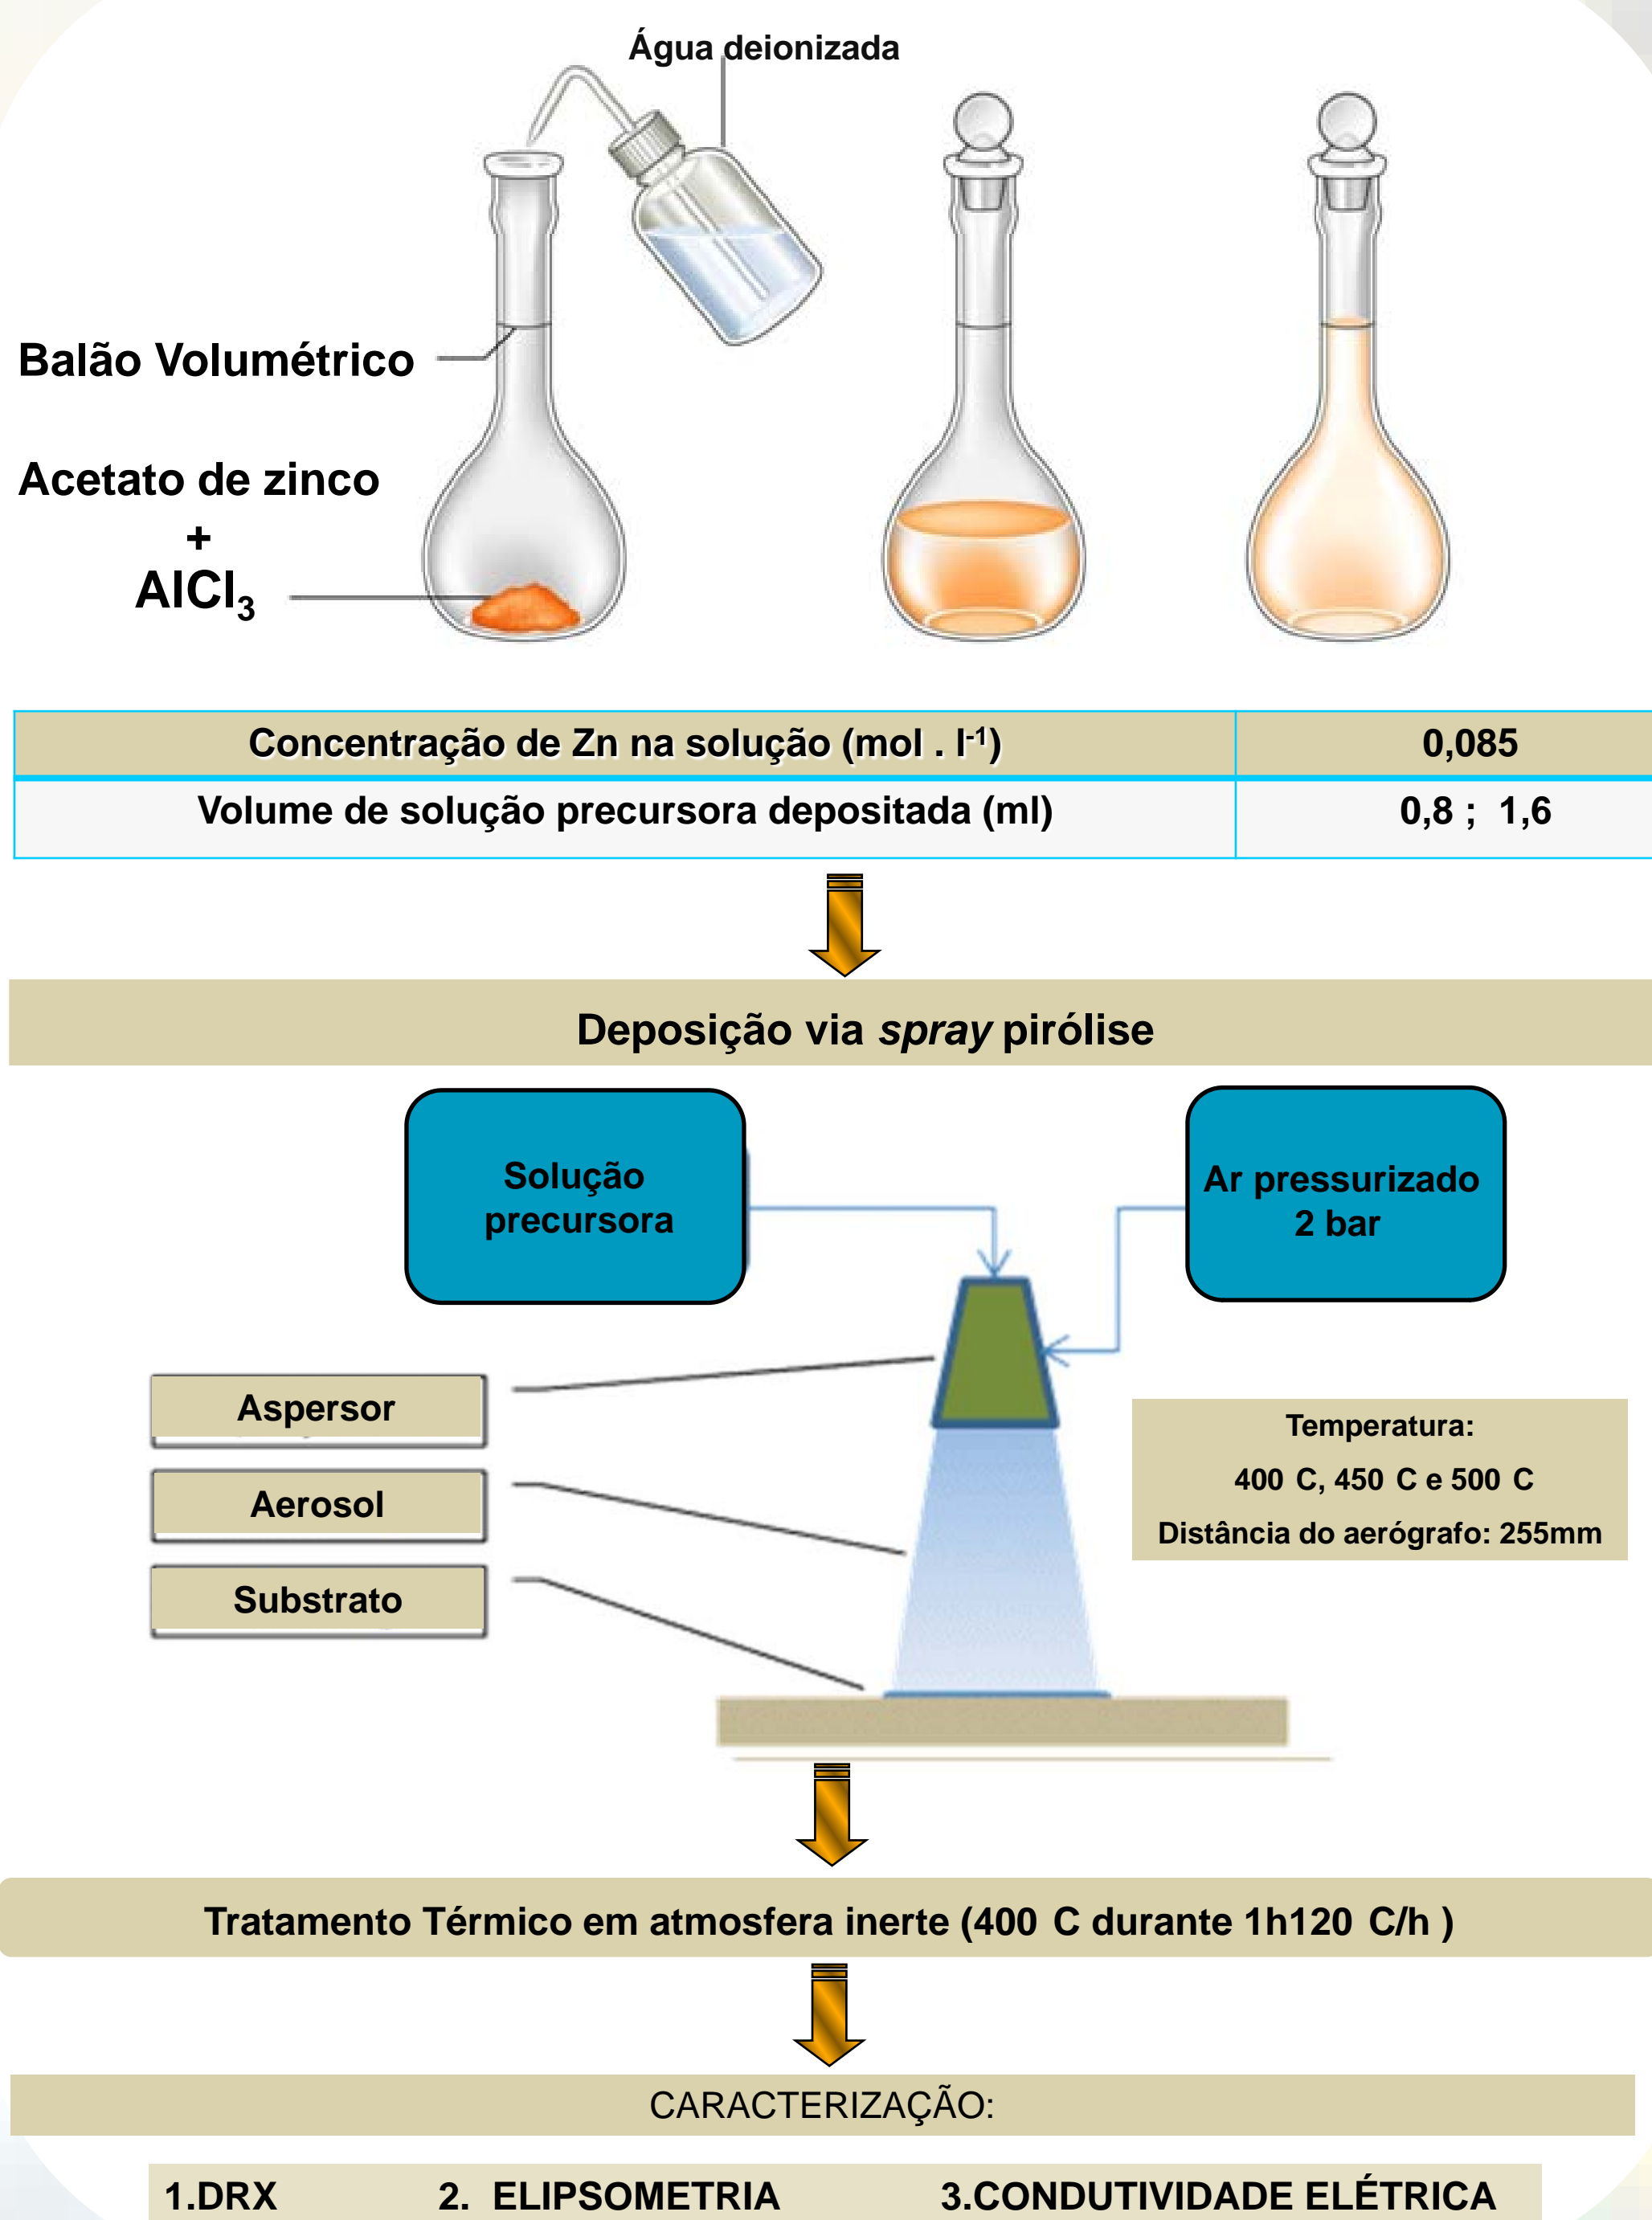 Água deionizada
Balão Volumétrico
Acetato de zinco
+
AlCl₃
Concentração de Zn na solução (mol . l⁻¹) 0,085
Volume de solução precursora depositada (ml) 0,8 ; 1,6
Deposição via spray pirólise
Solução
precursora
Ar pressurizado
2 bar
Aspersor
Aerosol
Substrato
Temperatura:
400 C, 450 C e 500 C
Distância do aerógrafo: 255mm
Tratamento Térmico em atmosfera inerte (400 C durante 1h120 C/h )
CARACTERIZAÇÃO:
1.DRX 2. ELIPSOMETRIA 3.CONDUTIVIDADE ELÉTRICA